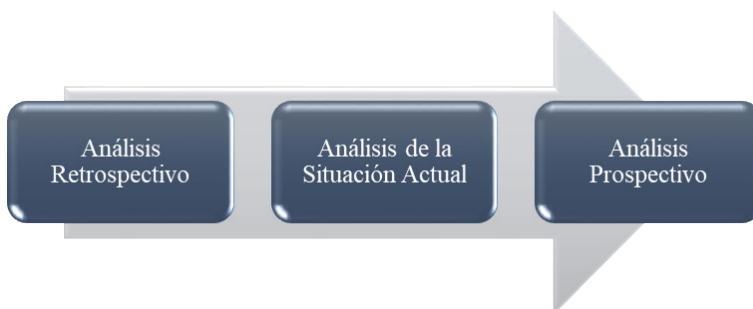 Análisis
Retrospectivo
Análisis de la
Situación Actual
Análisis
Prospectivo